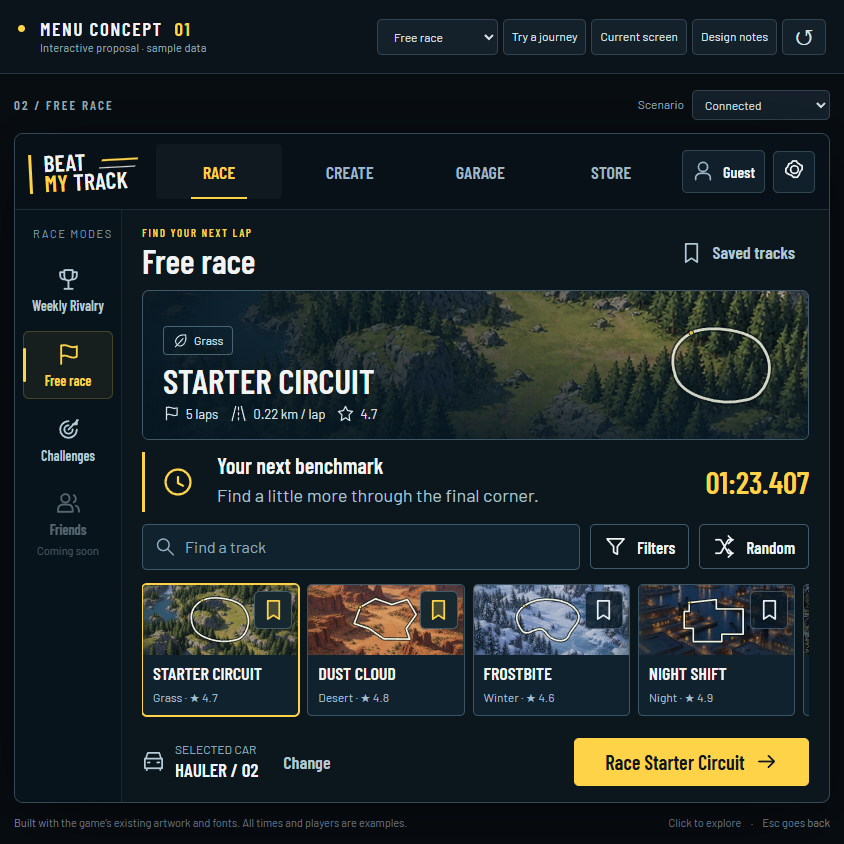 MENU CONCEPT 01
Interactive proposal · sample data
Free race
Try a journey
Current screen
Design notes
02 / FREE RACE
Scenario
Connected
BEAT
MY TRACK
RACE
CREATE
GARAGE
STORE
Guest
RACE MODES
Weekly Rivalry
Free race
Challenges
Friends
Coming soon
FIND YOUR NEXT LAP
Free race
Saved tracks
Grass
STARTER CIRCUIT
5 laps
0.22 km / lap
4.7
Your next benchmark
Find a little more through the final corner.
01:23.407
Find a track
Filters
Random
STARTER CIRCUIT
Grass · ★ 4.7
DUST CLOUD
Desert · ★ 4.8
FROSTBITE
Winter · ★ 4.6
NIGHT SHIFT
Night · ★ 4.9
SELECTED CAR
HAULER / 02
Change
Race Starter Circuit →
Built with the game's existing artwork and fonts. All times and players are examples.
Click to explore · Esc goes back